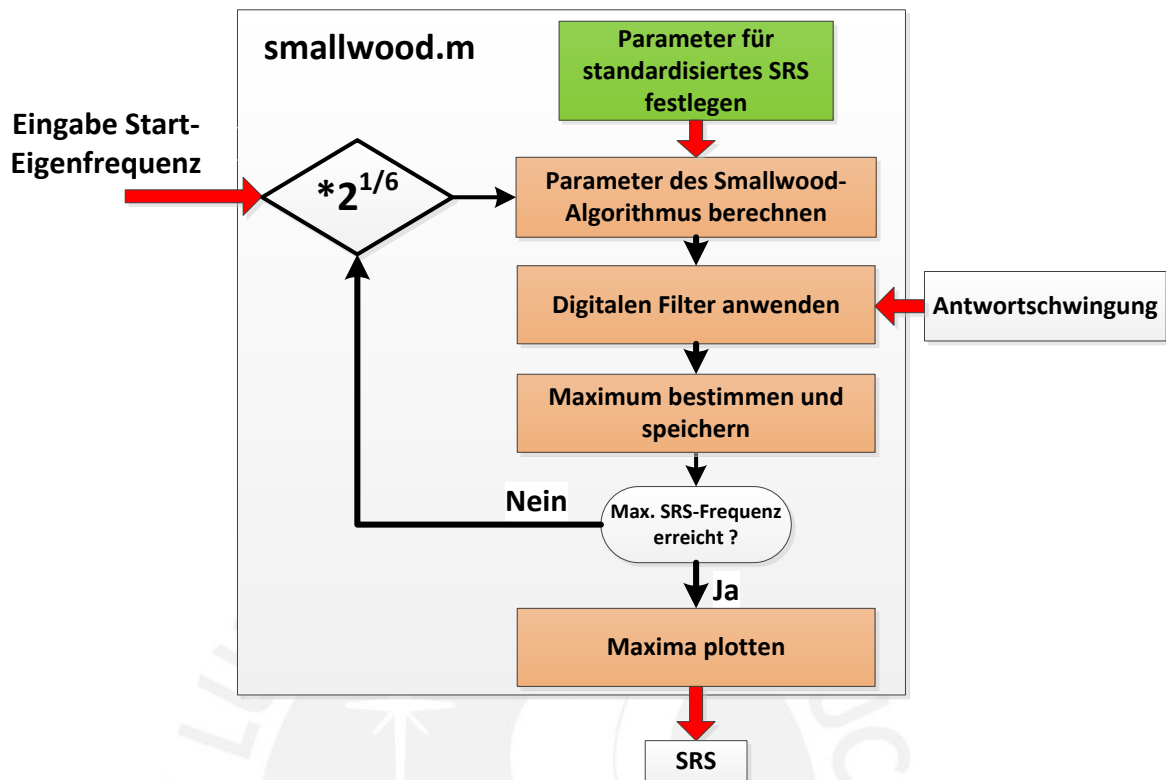 smallwood.m
Parameter für
standardisiertes SRS
festlegen
Eingabe Start-
Eigenfrequenz
*2^1/6
Parameter des Smallwood-
Algorithmus berechnen
Digitalen Filter anwenden
Antwortschwingung
Maximum bestimmen und
speichern
Nein
Max. SRS-Frequenz
erreicht ?
Ja
Maxima plotten
SRS